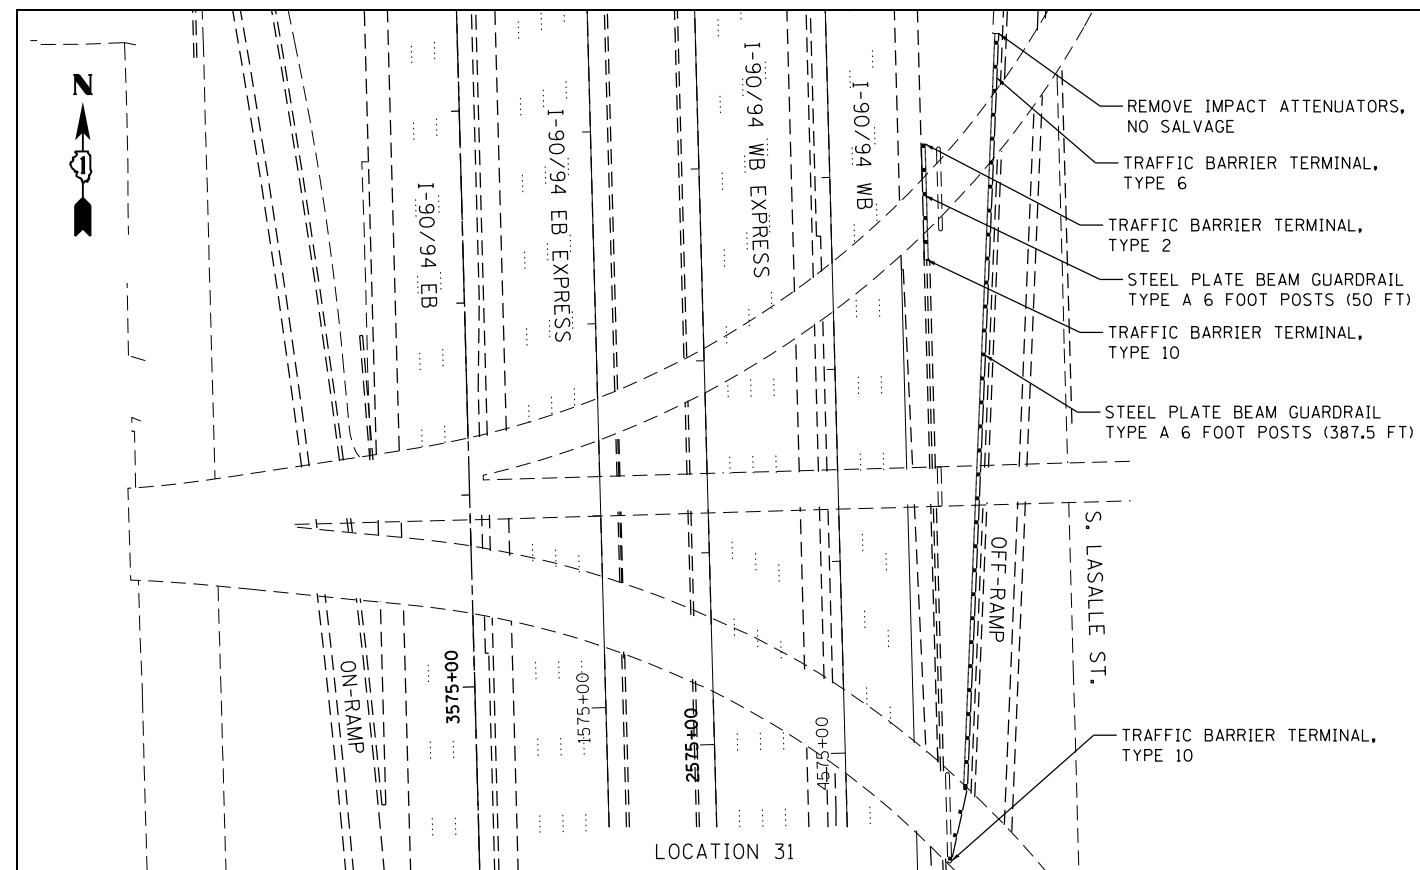 N
1
I-90/94 EB
I-90/94 EB EXPRESS
I-90/94 WB EXPRESS
I-90/94 WB
REMOVE IMPACT ATTENUATORS,
NO SALVAGE
TRAFFIC BARRIER TERMINAL,
TYPE 6
TRAFFIC BARRIER TERMINAL,
TYPE 2
STEEL PLATE BEAM GUARDRAIL
TYPE A 6 FOOT POSTS (50 FT)
TRAFFIC BARRIER TERMINAL,
TYPE 10
STEEL PLATE BEAM GUARDRAIL
TYPE A 6 FOOT POSTS (387.5 FT)
7
OFF-RAMP
S. LASALLE ST.
ON-RAMP
3575+00
1575+00
2575+00
4575+00
TRAFFIC BARRIER TERMINAL,
TYPE 10
LOCATION 31